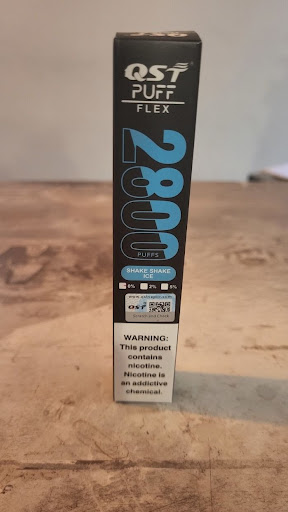 QST
PUFF
FLEX
2800
PUFFS
SHAKE SHAKE
ICE
0% 2% 5%
QST
WARNING:
This product
contains
nicotine.
Nicotine is
an addictive
chemical.